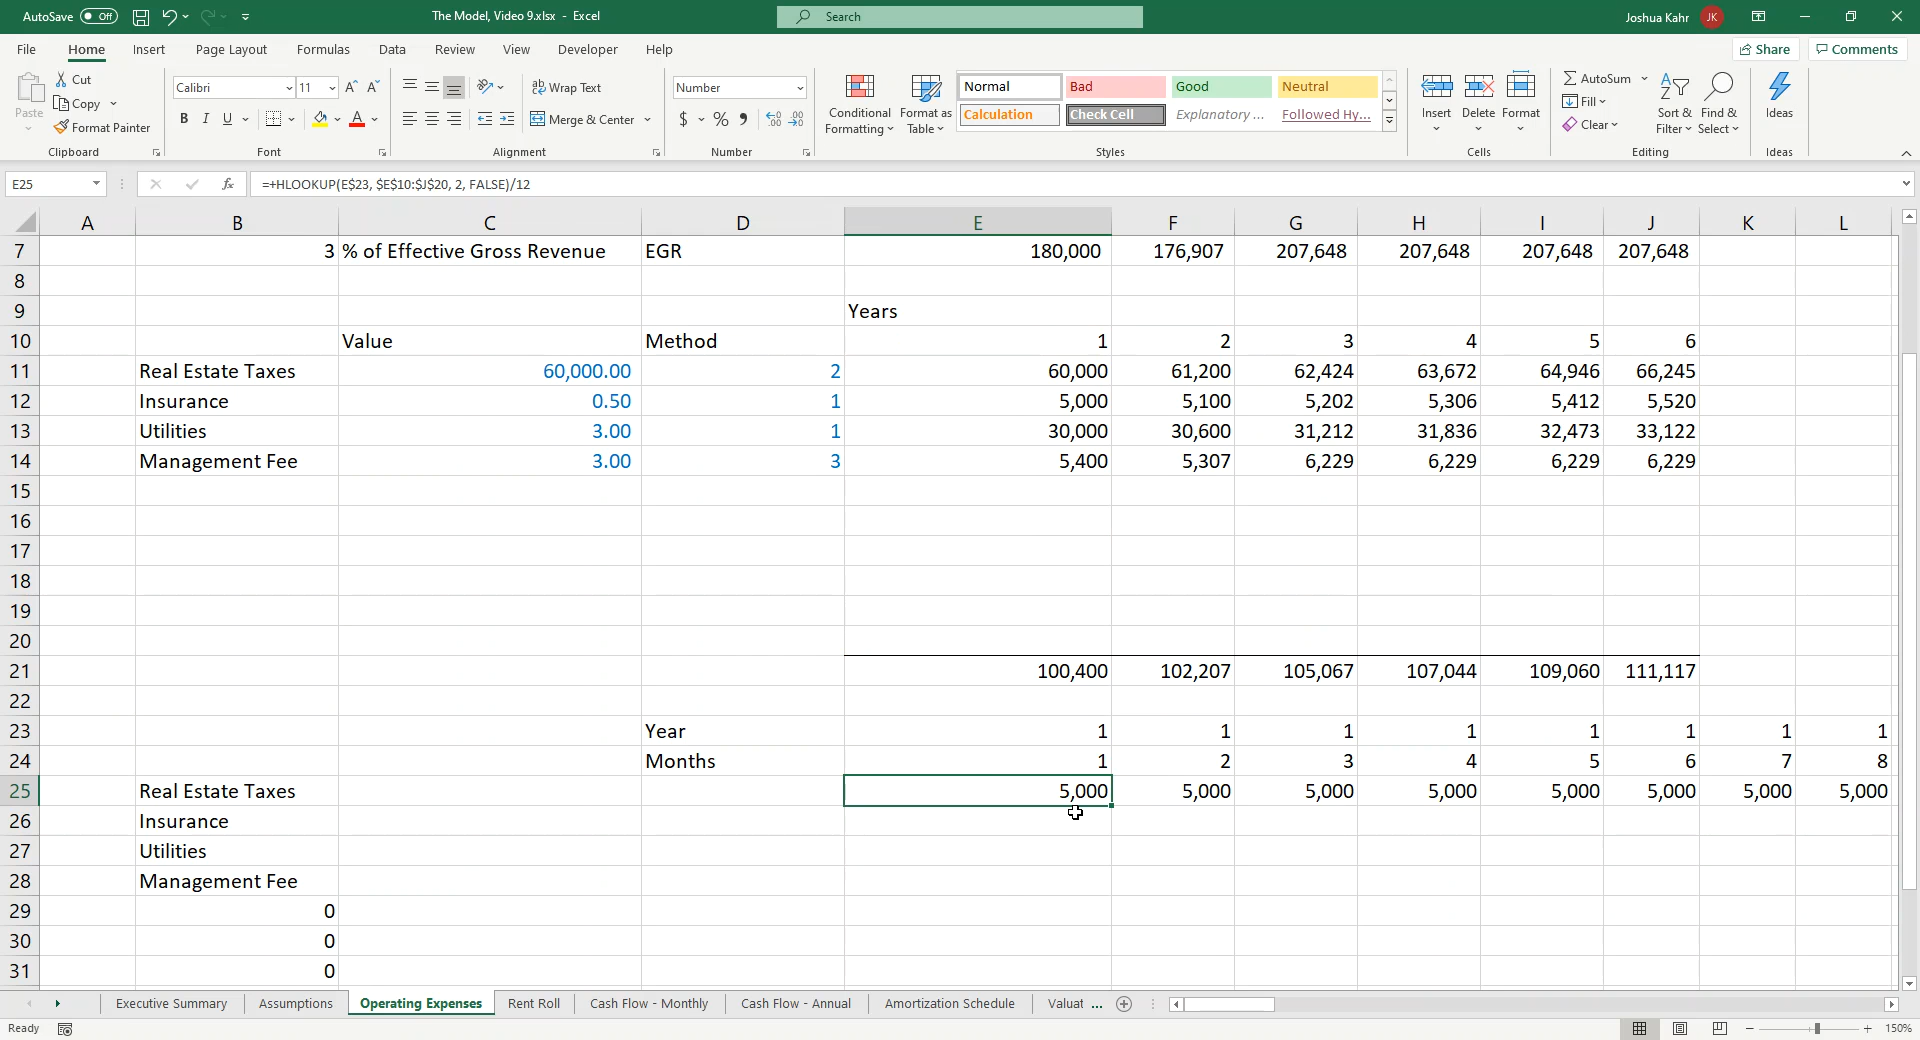 AutoSave Off The Model, Video 9.xlsx - Excel Search Joshua Kahr JK
File Home Insert Page Layout Formulas Data Review View Developer Help Share Comments
Paste Cut Copy Format Painter Clipboard
Calibri 11 A^ Aˇ B I U A Font
Wrap Text Merge & Center Alignment
Number $ % 9 Number
Conditional Formatting Format as Table
Normal Bad Good Neutral
Calculation Check Cell Explanatory ... Followed Hy...
Styles
Insert Delete Format Cells
AutoSum Fill Clear Sort & Filter Find & Select Editing
Ideas Ideas
E25 fx =+HLOOKUP(E$23, $E$10:$J$20, 2, FALSE)/12
A B C D E F G H I J K L
7 3 % of Effective Gross Revenue EGR 180,000 176,907 207,648 207,648 207,648 207,648
8
9 Years
10 Value Method 1 2 3 4 5 6
11 Real Estate Taxes 60,000.00 2 60,000 61,200 62,424 63,672 64,946 66,245
12 Insurance 0.50 1 5,000 5,100 5,202 5,306 5,412 5,520
13 Utilities 3.00 1 30,000 30,600 31,212 31,836 32,473 33,122
14 Management Fee 3.00 3 5,400 5,307 6,229 6,229 6,229 6,229
15
16
17
18
19
20
21 100,400 102,207 105,067 107,044 109,060 111,117
22
23 Year 1 1 1 1 1 1 1 1
24 Months 1 2 3 4 5 6 7 8
25 Real Estate Taxes 5,000 5,000 5,000 5,000 5,000 5,000 5,000 5,000
26 Insurance
27 Utilities
28 Management Fee
29 0
30 0
31 0
Executive Summary Assumptions Operating Expenses Rent Roll Cash Flow - Monthly Cash Flow - Annual Amortization Schedule Valuat ...
Ready 150%